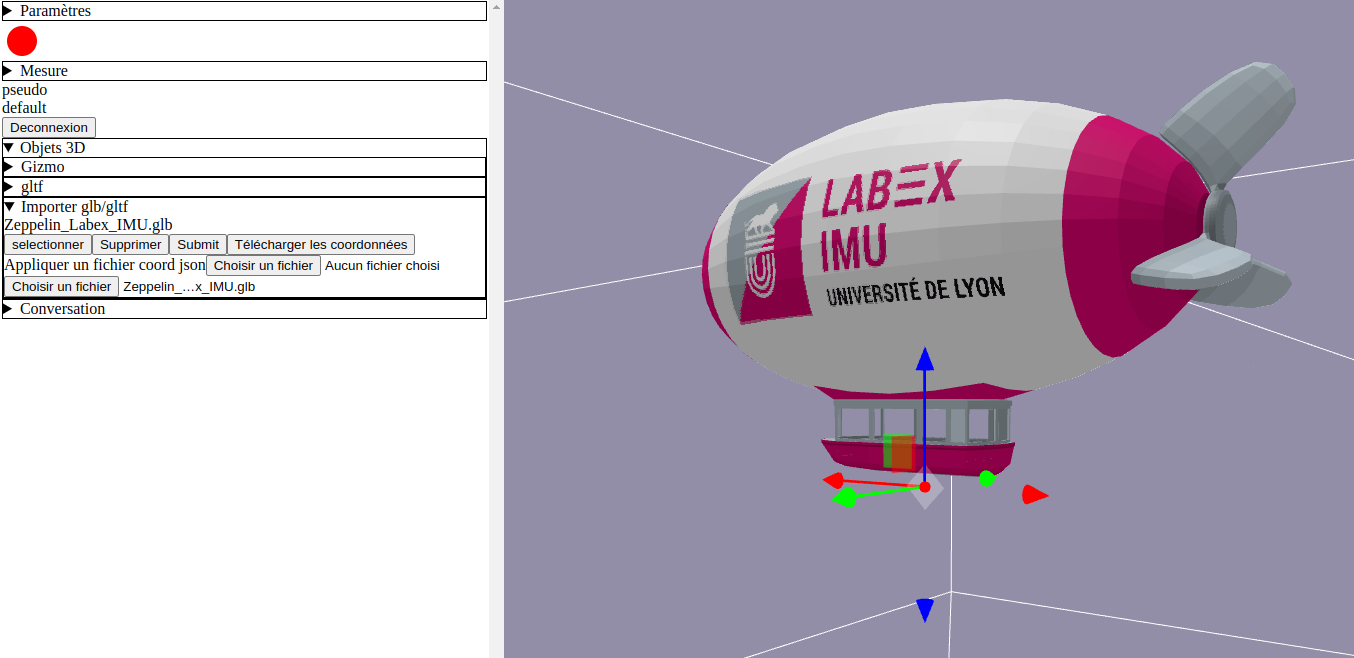 Paramètres
Mesure
pseudo
default
Deconnexion
Objets 3D
Gizmo
gltf
Importer glb/gltf
Zeppelin_Labex_IMU.glb
selectionner Supprimer Submit Télécharger les coordonnées
Appliquer un fichier coord json Choisir un fichier Aucun fichier choisi
Choisir un fichier Zeppelin_…x_IMU.glb
Conversation
LABEX
IMU
UNIVERSITÉ DE LYON